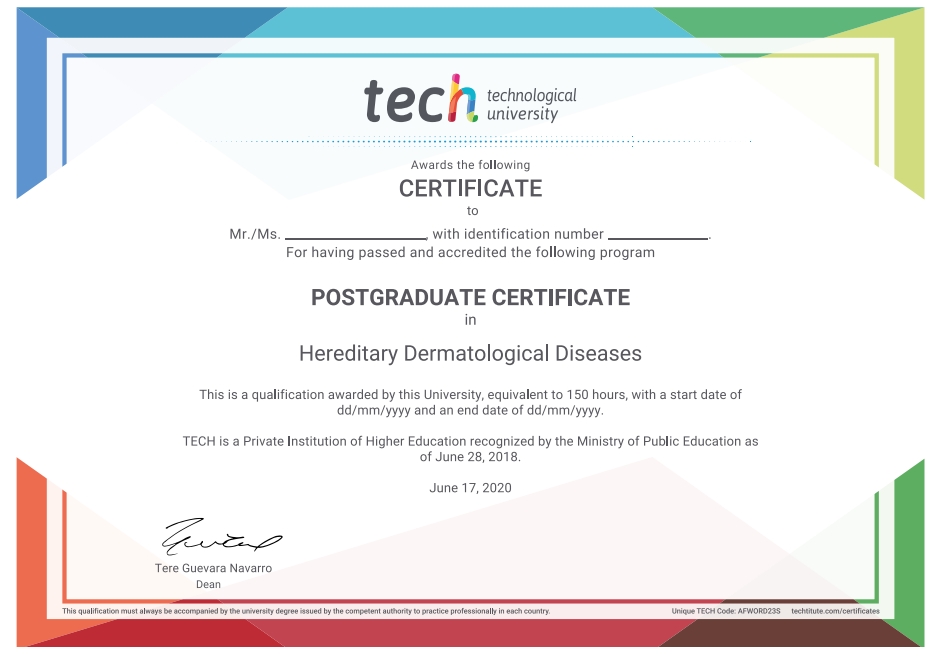 tech technological
university
Awards the following
CERTIFICATE
to
Mr./Ms. ____________________, with identification number ______________.
For having passed and accredited the following program
POSTGRADUATE CERTIFICATE
in
Hereditary Dermatological Diseases
This is a qualification awarded by this University, equivalent to 150 hours, with a start date of
dd/mm/yyyy and an end date of dd/mm/yyyy.
TECH is a Private Institution of Higher Education recognized by the Ministry of Public Education as
of June 28, 2018.
June 17, 2020
Tere Guevara Navarro
Dean
This qualification must always be accompanied by the university degree issued by the competent authority to practice professionally in each country. Unique TECH Code: AFWORD23S techtitute.com/certificates